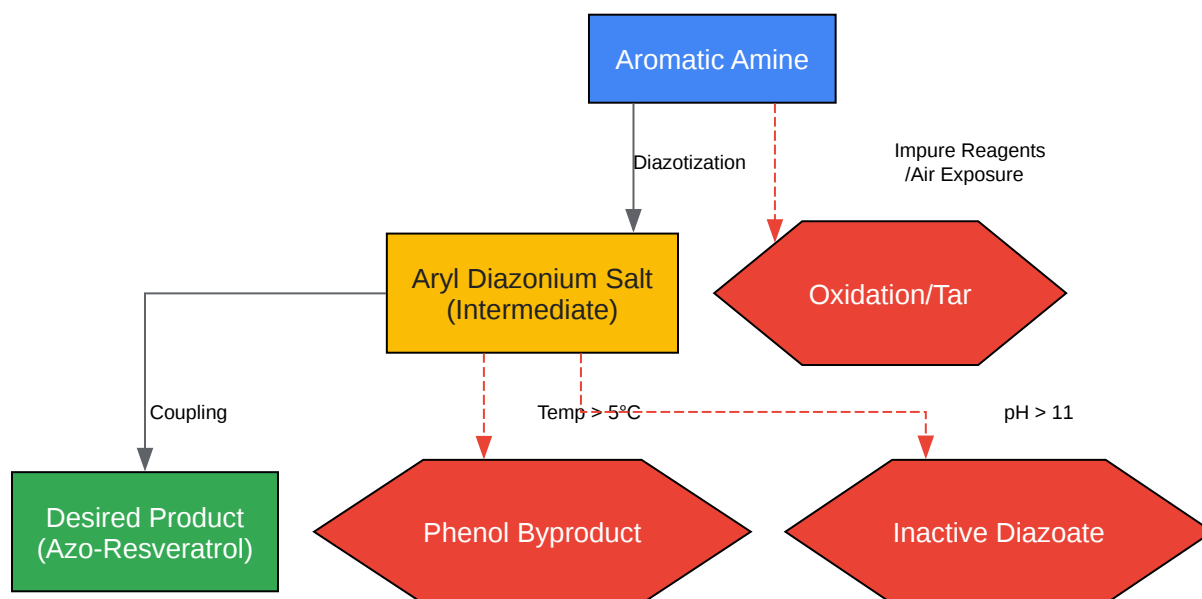 Aromatic Amine
Diazotization
Impure Reagents
/Air Exposure
Aryl Diazonium Salt
(Intermediate)
Oxidation/Tar
Coupling
Temp > 5°C
pH > 11
Desired Product
(Azo-Resveratrol)
Phenol Byproduct
Inactive Diazoate